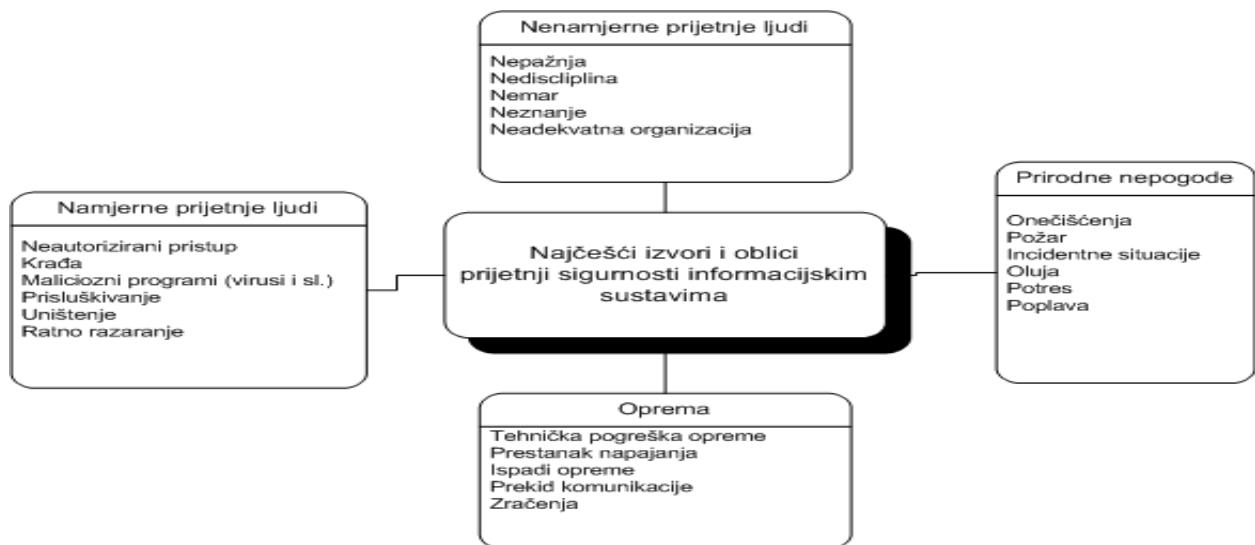 Nenamjerne prijetnje ljudi
Nepažnja
Nediscliplina
Nemar
Neznanje
Neadekvatna organizacija
Namjerne prijetnje ljudi
Neautorizirani pristup
Krađa
Maliciozni programi (virusi i sl.)
Prisluškivanje
Uništenje
Ratno razaranje
Najčešći izvori i oblici
prijetnji sigurnosti informacijskim
sustavima
Prirodne nepogode
Onečišćenja
Požar
Incidentne situacije
Oluja
Potres
Poplava
Oprema
Tehnička pogreška opreme
Prestanak napajanja
Ispadi opreme
Prekid komunikacije
Zračenja